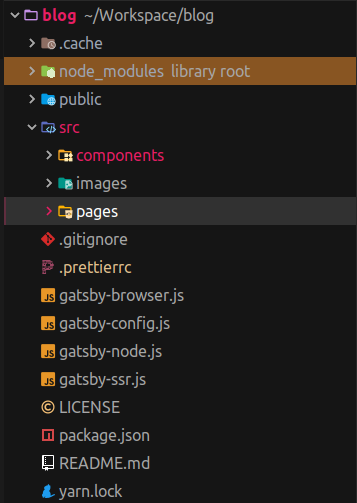 blog ~/Workspace/blog
.cache
node_modules library root
public
src
components
images
pages
.gitignore
.prettierrc
gatsby-browser.js
gatsby-config.js
gatsby-node.js
gatsby-ssr.js
LICENSE
package.json
README.md
yarn.lock